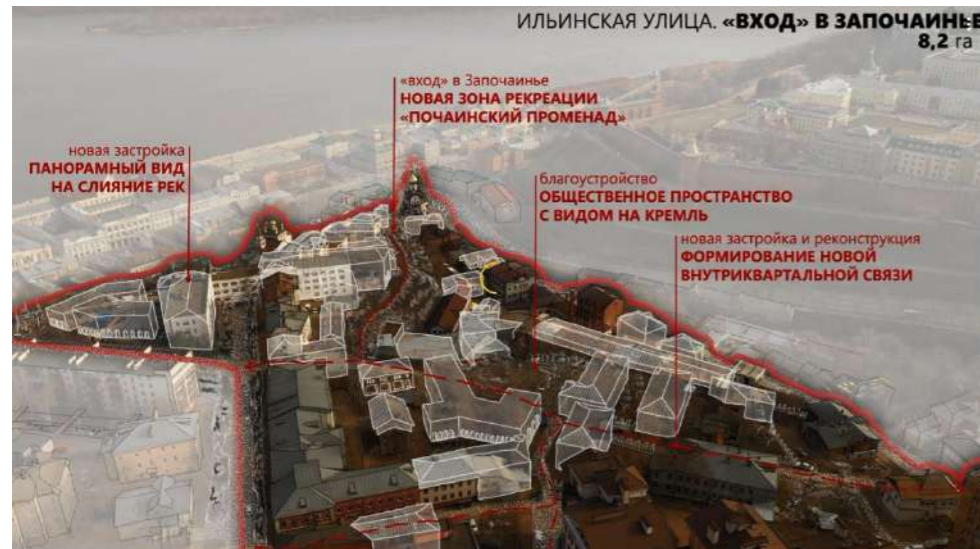 ИЛЬИНСКАЯ УЛИЦА. «ВХОД» В ЗАПОЧАИНЬЕ
8,2 га
«вход» в Започаинье
НОВАЯ ЗОНА РЕКРЕАЦИИ
«ПОЧАИНСКИЙ ПРОМЕНАД»
новая застройка
ПАНОРАМНЫЙ ВИД
НА СЛИЯНИЕ РЕК
благоустройство
ОБЩЕСТВЕННОЕ ПРОСТРАНСТВО
С ВИДОМ НА КРЕМЛЬ
новая застройка и реконструкция
ФОРМИРОВАНИЕ НОВОЙ
ВНУТРИКВАРТАЛЬНОЙ СВЯЗИ